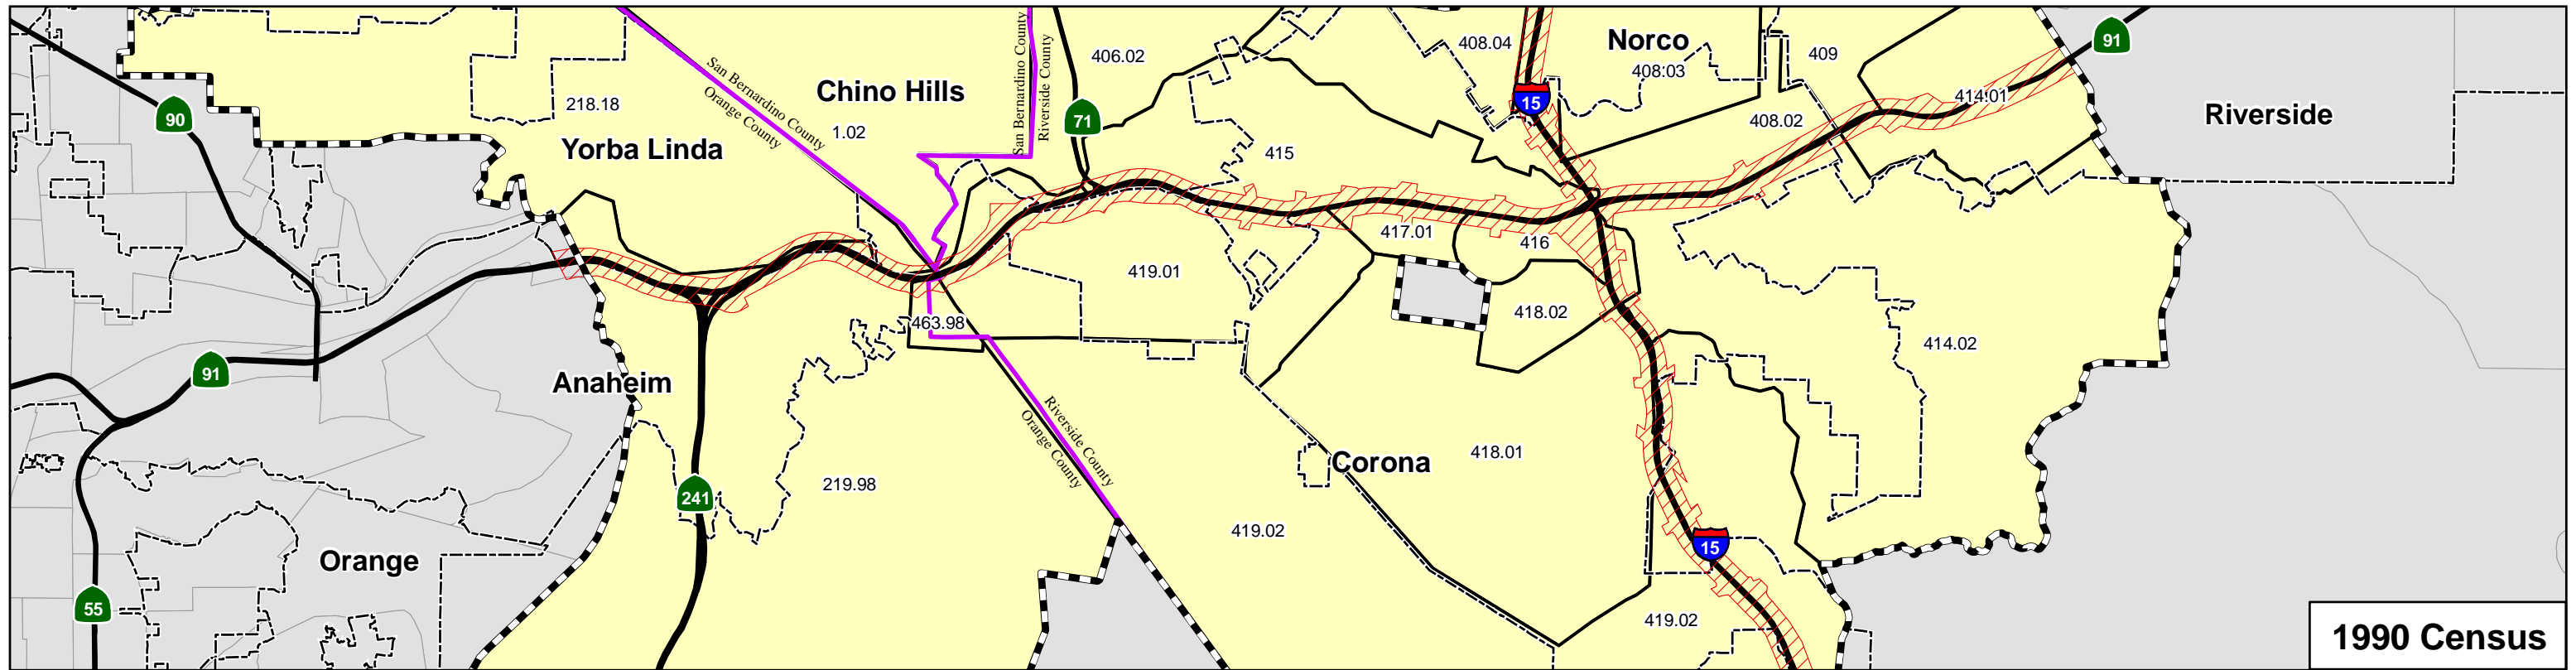 91
Norco
408.04
409
406.02
San Bernardino County
Riverside County
408.03
Chino Hills
218.18
San Bernardino County
Orange County
15
414.01
90
71
408.02
Riverside
1.02
Yorba Linda
415
417.01
416
419.01
463.98
418.02
414.02
91
Anaheim
Riverside County
Orange County
Corona
418.01
219.98
241
419.02
15
Orange
55
419.02
1990 Census